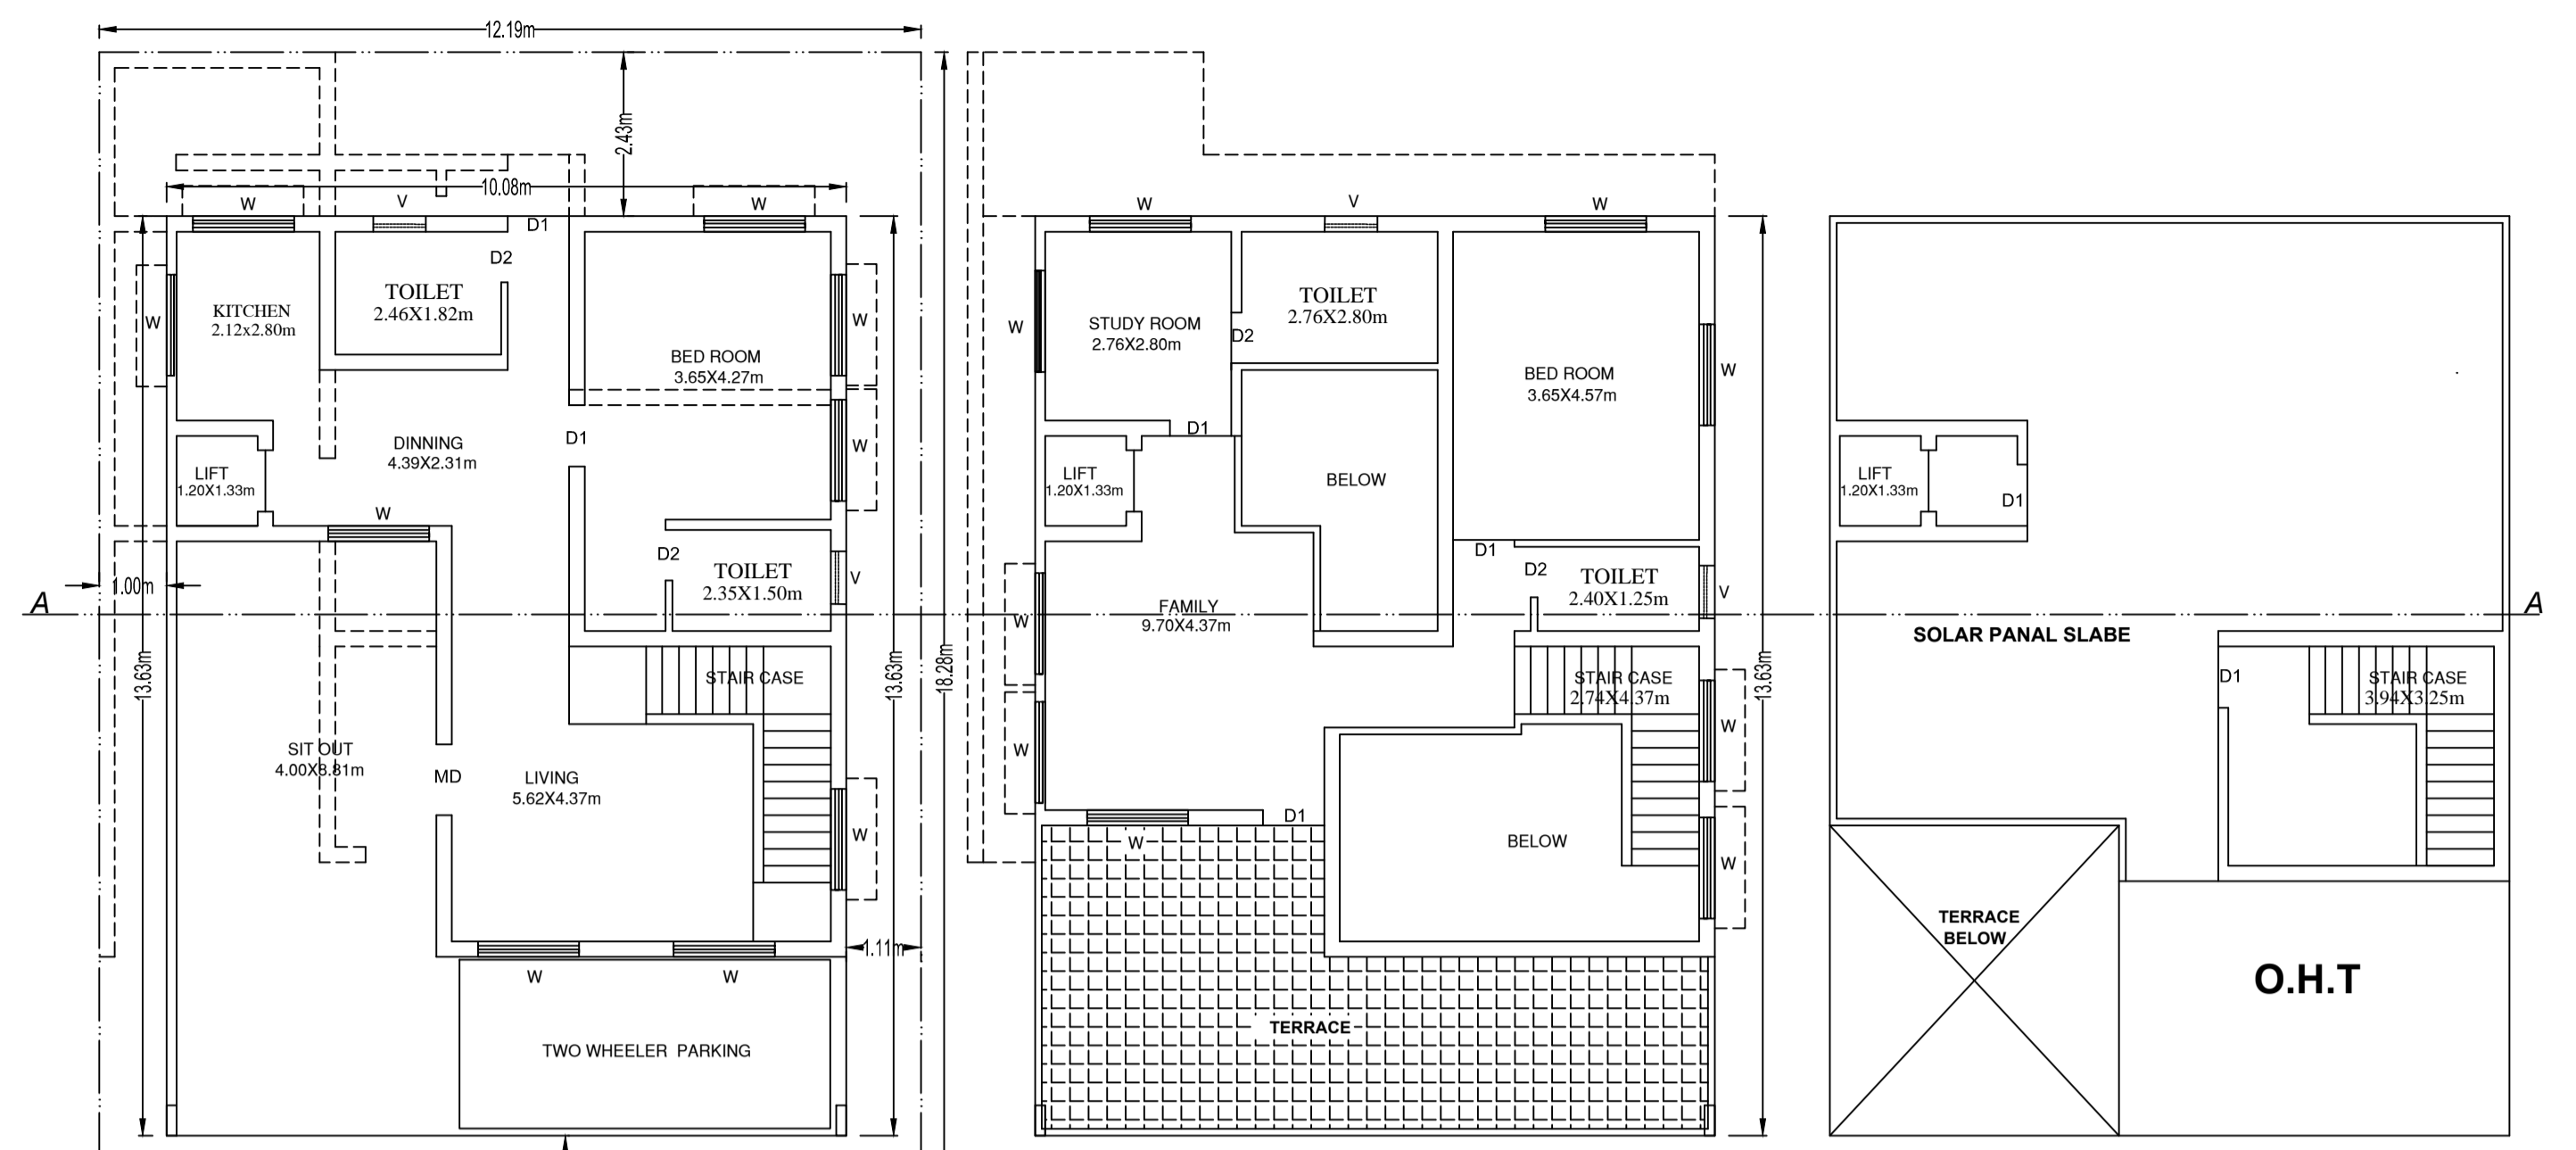 12.19m
2.43m
10.08m
W
V
W
D1
D2
TOILET
2.46X1.82m
KITCHEN
2.12x2.80m
W
W
BED ROOM
3.65X4.27m
DINNING
4.39X2.31m
D1
W
LIFT
1.20X1.33m
W
D2
TOILET
2.35X1.50m
V
1.00m
A
13.63m
13.63m
18.28m
STAIR CASE
SIT OUT
4.00X8.81m
MD
LIVING
5.62X4.37m
W
1.11m
W
W
TWO WHEELER PARKING
W
V
W
W
STUDY ROOM
2.76X2.80m
D2
TOILET
2.76X2.80m
BED ROOM
3.65X4.57m
W
D1
LIFT
1.20X1.33m
BELOW
D1
D2
TOILET
2.40X1.25m
V
FAMILY
9.70X4.37m
W
STAIR CASE
2.74X4.37m
13.63m
W
W
D1
W
BELOW
W
TERRACE
LIFT
1.20X1.33m
D1
A
SOLAR PANAL SLABE
D1
STAIR CASE
3.94X3.25m
TERRACE
BELOW
O.H.T